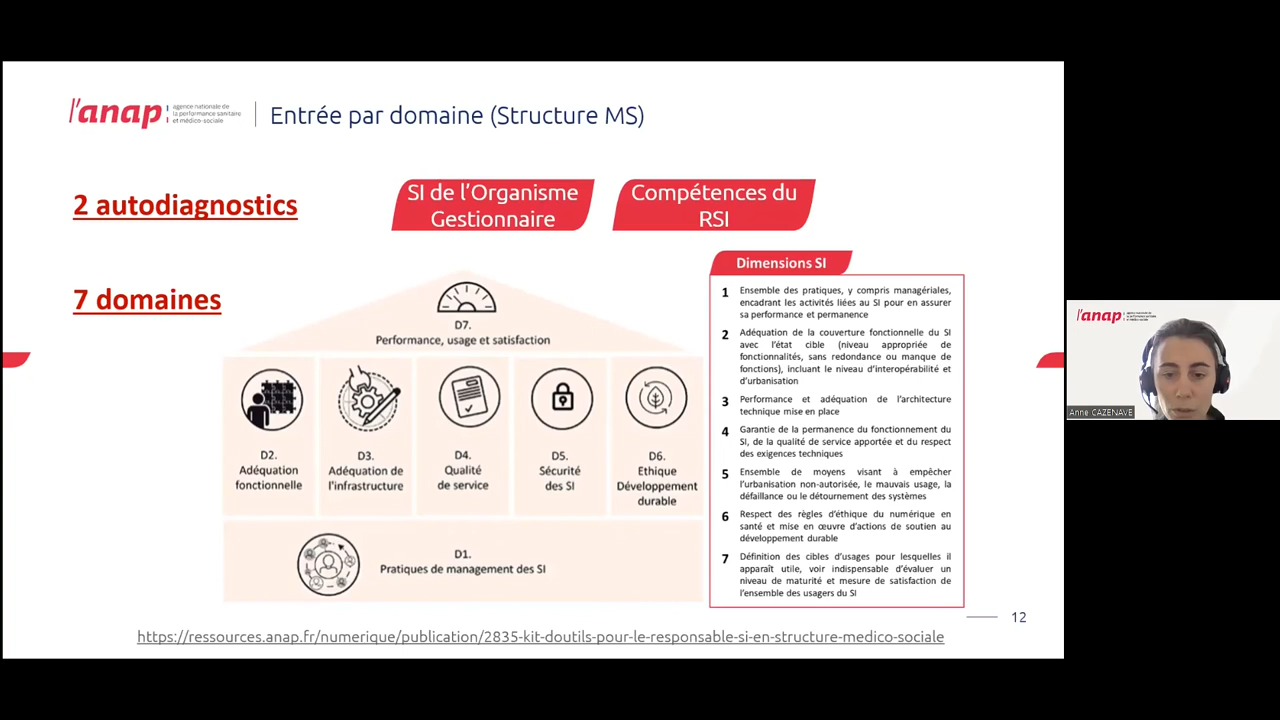 l'anap
agence nationale de
la performance sanitaire
et médico-sociale
Entrée par domaine (Structure MS)
2 autodiagnostics
SI de l'Organisme
Gestionnaire
Compétences du
RSI
7 domaines
D7.
Performance, usage et satisfaction
D2.
Adéquation
fonctionnelle
D3.
Adéquation de
l'infrastructure
D4.
Qualité
de service
D5.
Sécurité
des SI
D6.
Ethique
Développement
durable
D1.
Pratiques de management des SI
Dimensions SI
1 Ensemble des pratiques, y compris managériales,
encadrant les activités liées au SI pour en assurer
sa performance et permanence
2 Adéquation de la couverture fonctionnelle du SI
avec l'état cible (niveau appropriée de
fonctionnalités, sans redondance ou manque de
fonctions), incluant le niveau d'interopérabilité et
d'urbanisation
3 Performance et adéquation de l'architecture
technique mise en place
4 Garantie de la permanence du fonctionnement du
SI, de la qualité de service apportée et du respect
des exigences techniques
5 Ensemble de moyens visant à empêcher
l'urbanisation non-autorisée, le mauvais usage, la
défaillance ou le détournement des systèmes
6 Respect des règles d'éthique du numérique en
santé et mise en œuvre d'actions de soutien au
développement durable
7 Définition des cibles d'usages pour lesquelles il
apparaît utile, voir indispensable d'évaluer un
niveau de maturité et mesure de satisfaction de
l'ensemble des usagers du SI
12
https://ressources.anap.fr/numerique/publication/2835-kit-doutils-pour-le-responsable-si-en-structure-medico-sociale
l'anap
Anne CAZENAVE